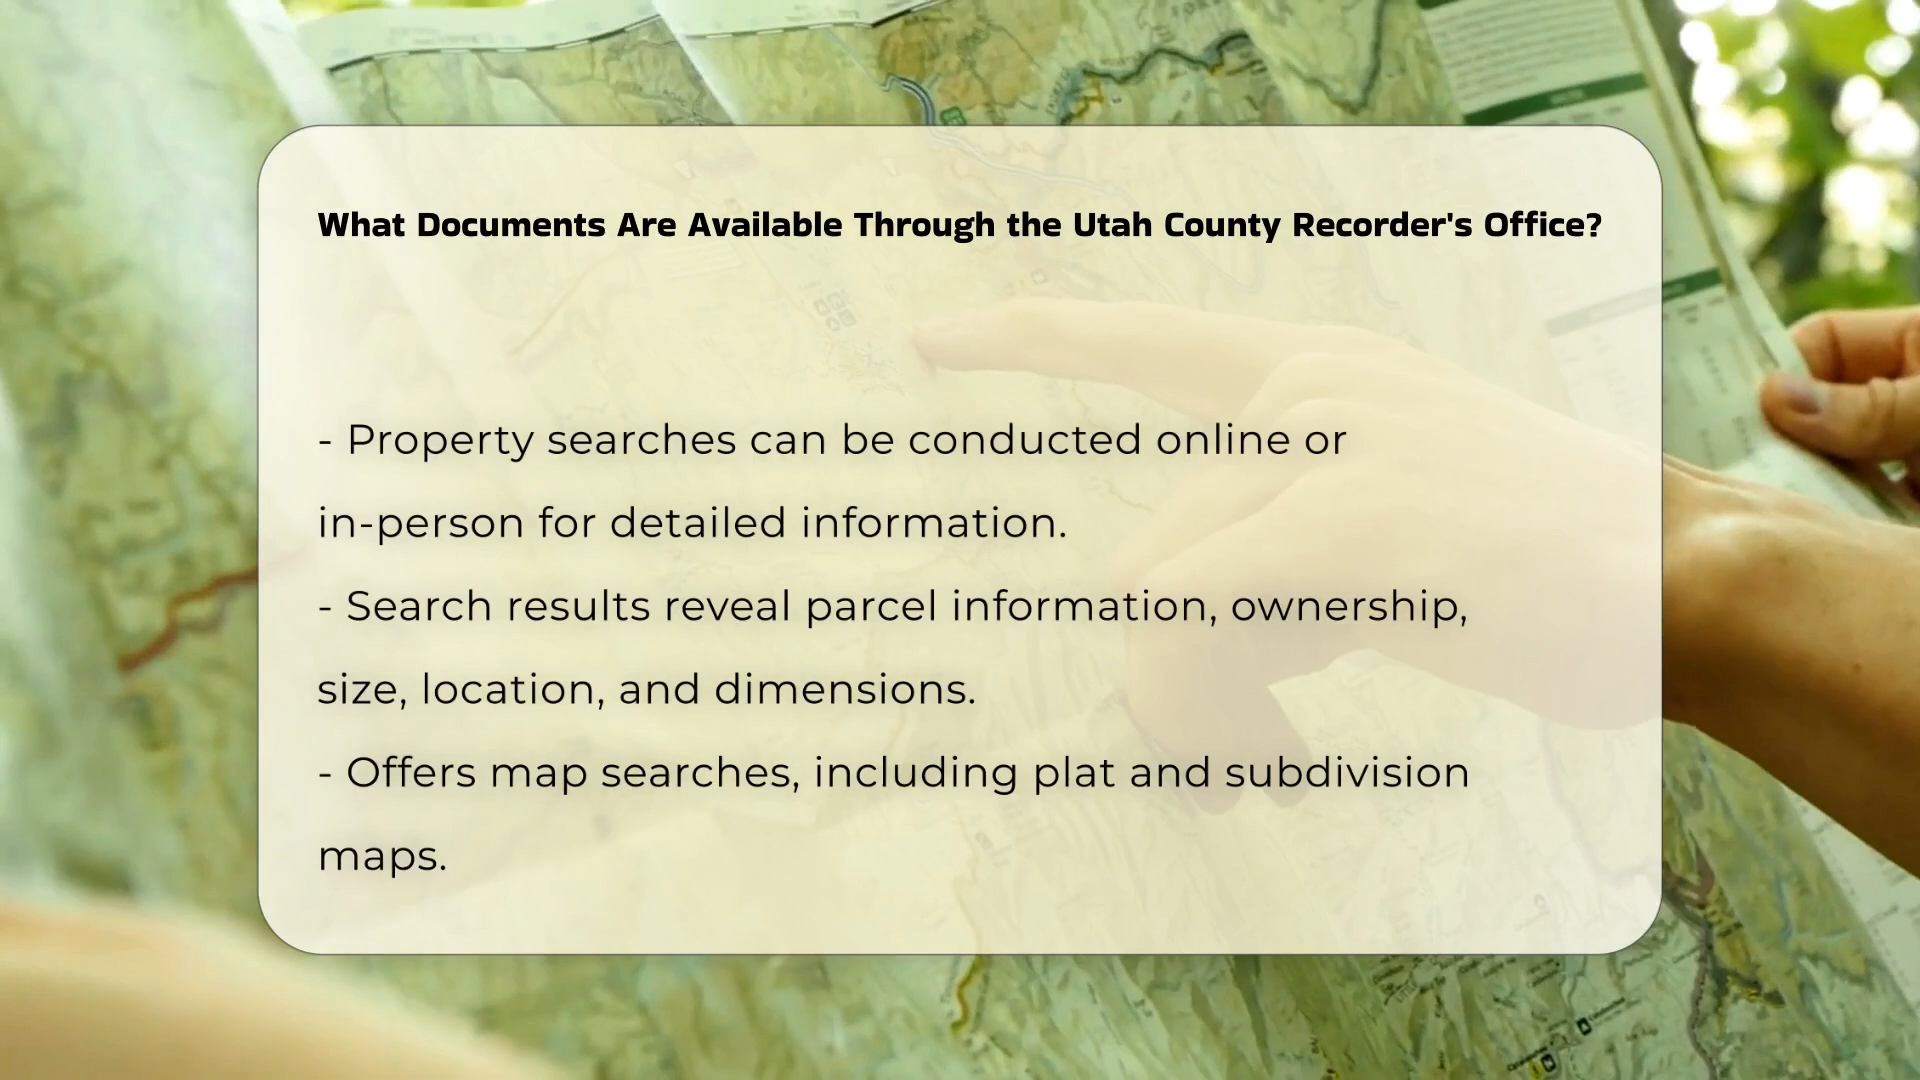 What Documents Are Available Through the Utah County Recorder's Office?
- Property searches can be conducted online or
in-person for detailed information.
- Search results reveal parcel information, ownership,
size, location, and dimensions.
- Offers map searches, including plat and subdivision
maps.